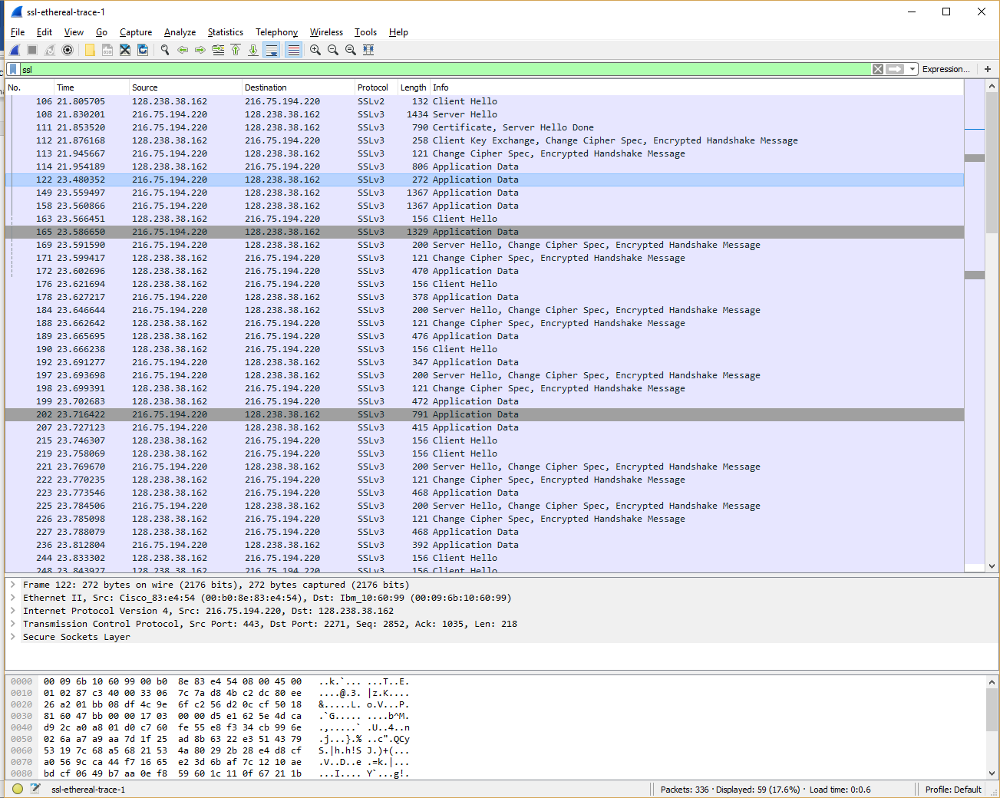 ssl-ethereal-trace-1
File Edit View Go Capture Analyze Statistics Telephony Wireless Tools Help
ssl
Expression... +
No. Time Source Destination Protocol Length Info
106 21.805705 128.238.38.162 216.75.194.220 SSLv2 132 Client Hello
108 21.830201 216.75.194.220 128.238.38.162 SSLv3 1434 Server Hello
111 21.853520 216.75.194.220 128.238.38.162 SSLv3 790 Certificate, Server Hello Done
112 21.876168 128.238.38.162 216.75.194.220 SSLv3 258 Client Key Exchange, Change Cipher Spec, Encrypted Handshake Message
113 21.945667 216.75.194.220 128.238.38.162 SSLv3 121 Change Cipher Spec, Encrypted Handshake Message
114 21.954189 128.238.38.162 216.75.194.220 SSLv3 806 Application Data
122 23.480352 216.75.194.220 128.238.38.162 SSLv3 272 Application Data
149 23.559497 216.75.194.220 128.238.38.162 SSLv3 1367 Application Data
158 23.560866 216.75.194.220 128.238.38.162 SSLv3 1367 Application Data
163 23.566451 128.238.38.162 216.75.194.220 SSLv3 156 Client Hello
165 23.586650 216.75.194.220 128.238.38.162 SSLv3 1329 Application Data
169 23.591590 216.75.194.220 128.238.38.162 SSLv3 200 Server Hello, Change Cipher Spec, Encrypted Handshake Message
171 23.599417 128.238.38.162 216.75.194.220 SSLv3 121 Change Cipher Spec, Encrypted Handshake Message
172 23.602696 128.238.38.162 216.75.194.220 SSLv3 470 Application Data
176 23.621694 128.238.38.162 216.75.194.220 SSLv3 156 Client Hello
178 23.627217 216.75.194.220 128.238.38.162 SSLv3 378 Application Data
184 23.646644 216.75.194.220 128.238.38.162 SSLv3 200 Server Hello, Change Cipher Spec, Encrypted Handshake Message
188 23.662642 128.238.38.162 216.75.194.220 SSLv3 121 Change Cipher Spec, Encrypted Handshake Message
189 23.665695 128.238.38.162 216.75.194.220 SSLv3 476 Application Data
190 23.666238 128.238.38.162 216.75.194.220 SSLv3 156 Client Hello
192 23.691277 216.75.194.220 128.238.38.162 SSLv3 347 Application Data
197 23.693698 216.75.194.220 128.238.38.162 SSLv3 200 Server Hello, Change Cipher Spec, Encrypted Handshake Message
198 23.699391 128.238.38.162 216.75.194.220 SSLv3 121 Change Cipher Spec, Encrypted Handshake Message
199 23.702683 128.238.38.162 216.75.194.220 SSLv3 472 Application Data
202 23.716422 216.75.194.220 128.238.38.162 SSLv3 791 Application Data
207 23.727123 216.75.194.220 128.238.38.162 SSLv3 415 Application Data
215 23.746307 128.238.38.162 216.75.194.220 SSLv3 156 Client Hello
219 23.758069 128.238.38.162 216.75.194.220 SSLv3 156 Client Hello
221 23.769670 216.75.194.220 128.238.38.162 SSLv3 200 Server Hello, Change Cipher Spec, Encrypted Handshake Message
222 23.770235 128.238.38.162 216.75.194.220 SSLv3 121 Change Cipher Spec, Encrypted Handshake Message
223 23.773546 128.238.38.162 216.75.194.220 SSLv3 468 Application Data
225 23.784506 216.75.194.220 128.238.38.162 SSLv3 200 Server Hello, Change Cipher Spec, Encrypted Handshake Message
226 23.785098 128.238.38.162 216.75.194.220 SSLv3 121 Change Cipher Spec, Encrypted Handshake Message
227 23.788079 128.238.38.162 216.75.194.220 SSLv3 468 Application Data
236 23.812804 216.75.194.220 128.238.38.162 SSLv3 392 Application Data
244 23.833302 128.238.38.162 216.75.194.220 SSLv3 156 Client Hello
248 23.843927 128.238.38.162 216.75.194.220 SSLv3 156 Client Hello
Frame 122: 272 bytes on wire (2176 bits), 272 bytes captured (2176 bits)
Ethernet II, Src: Cisco_83:e4:54 (00:b0:8e:83:e4:54), Dst: Ibm_10:60:99 (00:09:6b:10:60:99)
Internet Protocol Version 4, Src: 216.75.194.220, Dst: 128.238.38.162
Transmission Control Protocol, Src Port: 443, Dst Port: 2271, Seq: 2852, Ack: 1035, Len: 218
Secure Sockets Layer
0000 00 09 6b 10 60 99 00 b0 8e 83 e4 54 08 00 45 00 ..k.`... ...T..E.
0010 01 02 87 c3 40 00 33 06 7c 7a d8 4b c2 dc 80 ee ....@.3. |z.K....
0020 26 a2 01 bb 08 df 4c 9e 6f c2 56 d2 0c cf 50 18 &.....L. o.V...P.
0030 81 60 47 bb 00 00 17 03 00 00 d5 e1 62 5e 4d ca .`G..... ....b^M.
0040 d9 2c a0 a8 01 d0 c7 60 fe 55 e8 f3 34 cb 99 6e .,.....` .U..4..n
0050 02 6a a7 a9 aa 7d 1f 25 ad 8b 63 22 e3 51 43 79 .j...}.% ..c".QCy
0060 53 19 7c 68 a5 68 21 53 4a 80 29 2b 28 e4 d8 cf S.|h.h!S J.)+(...
0070 a0 56 9c ca 44 f7 16 65 e2 3d 6b af 7c 12 10 ae .V..D..e .=k.|...
0080 bd cf 06 49 b7 aa 0e f8 59 60 1c 11 0f 67 21 1b ...I.... Y`...g!.
ssl-ethereal-trace-1 Packets: 336 · Displayed: 59 (17.6%) · Load time: 0:0.6 Profile: Default